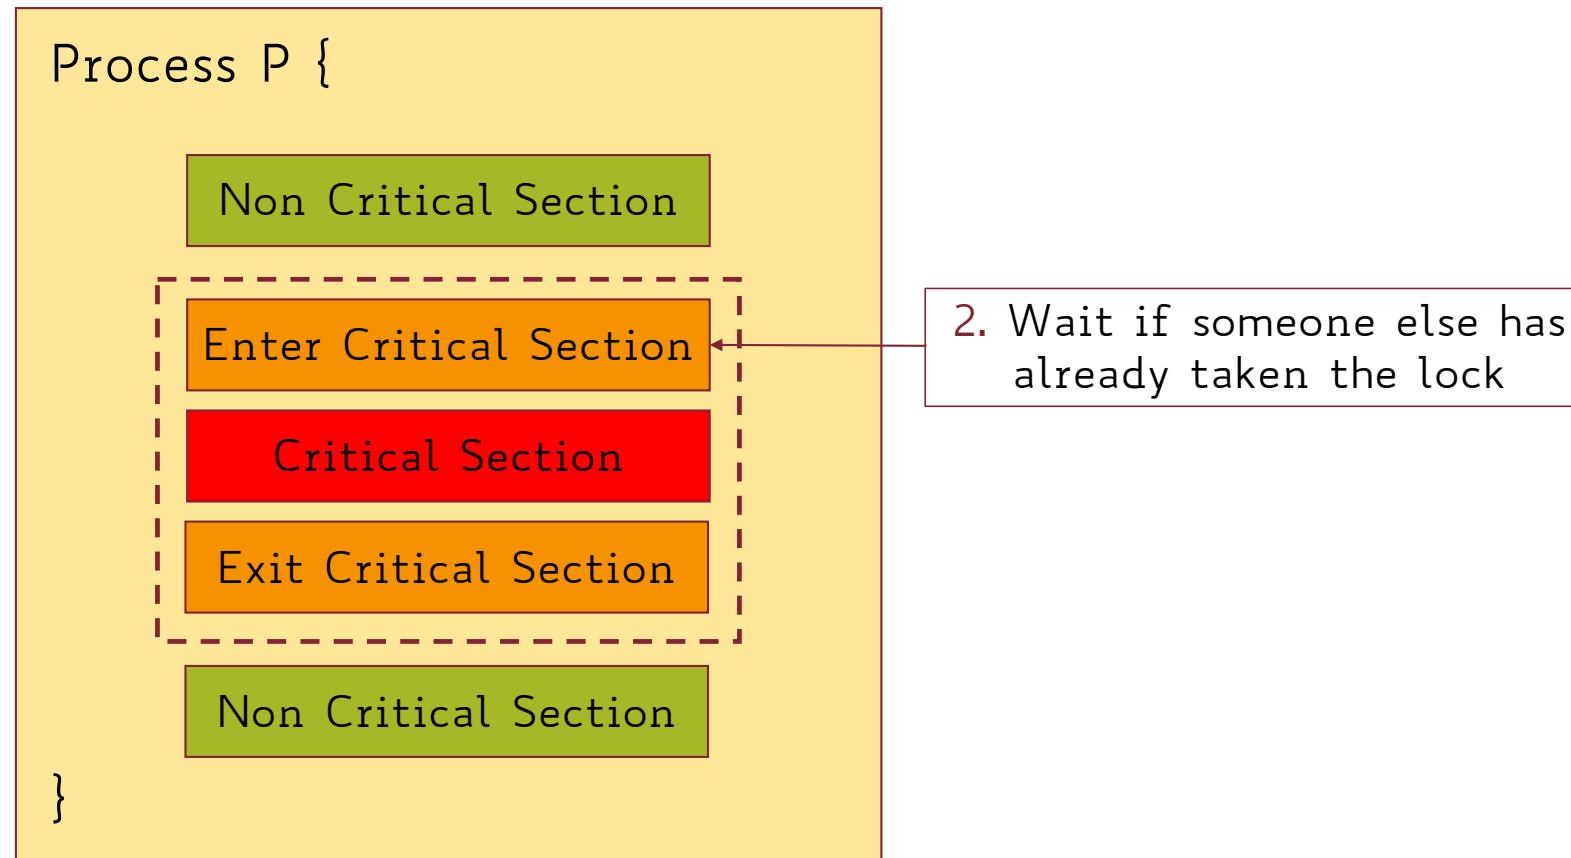 Process P {
Non Critical Section
Enter Critical Section
2. Wait if someone else has
already taken the lock
Critical Section
Exit Critical Section
Non Critical Section
}